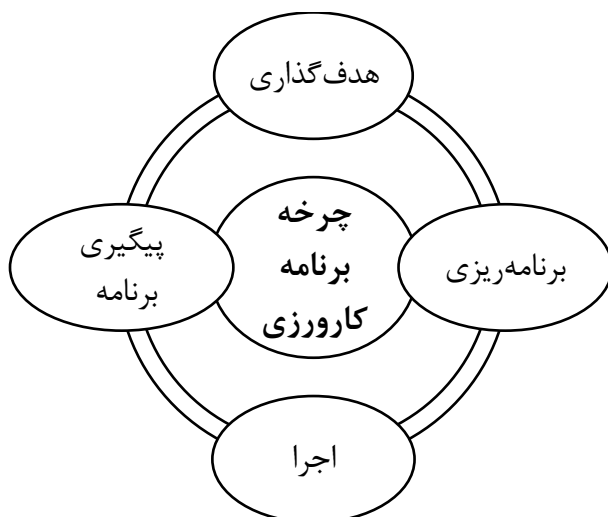 هدف‌گذاری
چرخه
برنامه
کارورزی
برنامه‌ریزی
پیگیری
برنامه
اجرا